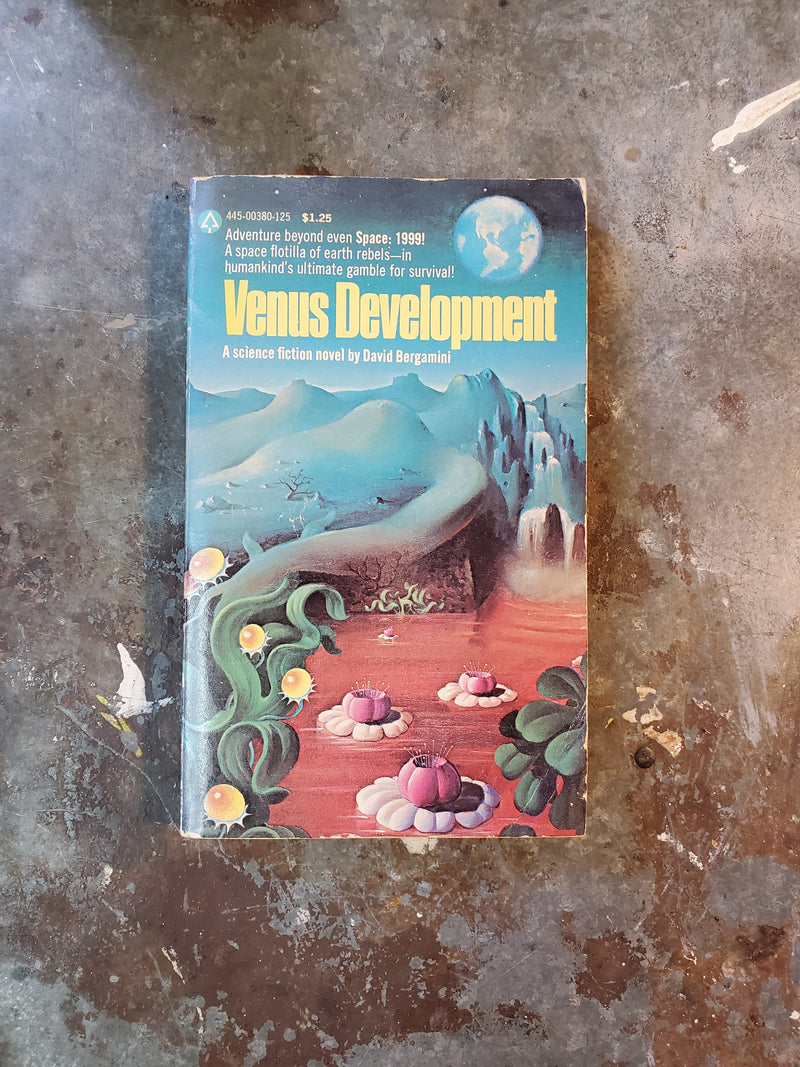 445-00380-125 $1.25
Adventure beyond even Space: 1999!
A space flotilla of earth rebels—in
humankind's ultimate gamble for survival!
Venus Development
A science fiction novel by David Bergamini